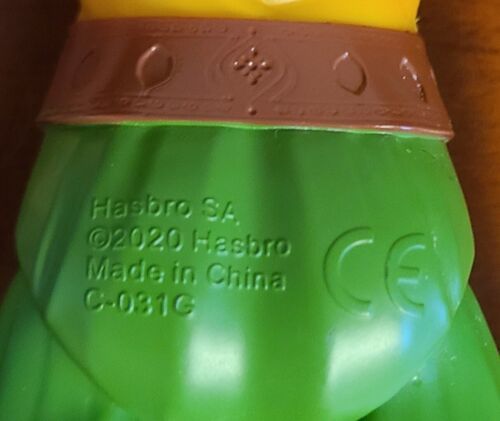 Hasbro SA
©2020 Hasbro
Made in China
C-031G
CE